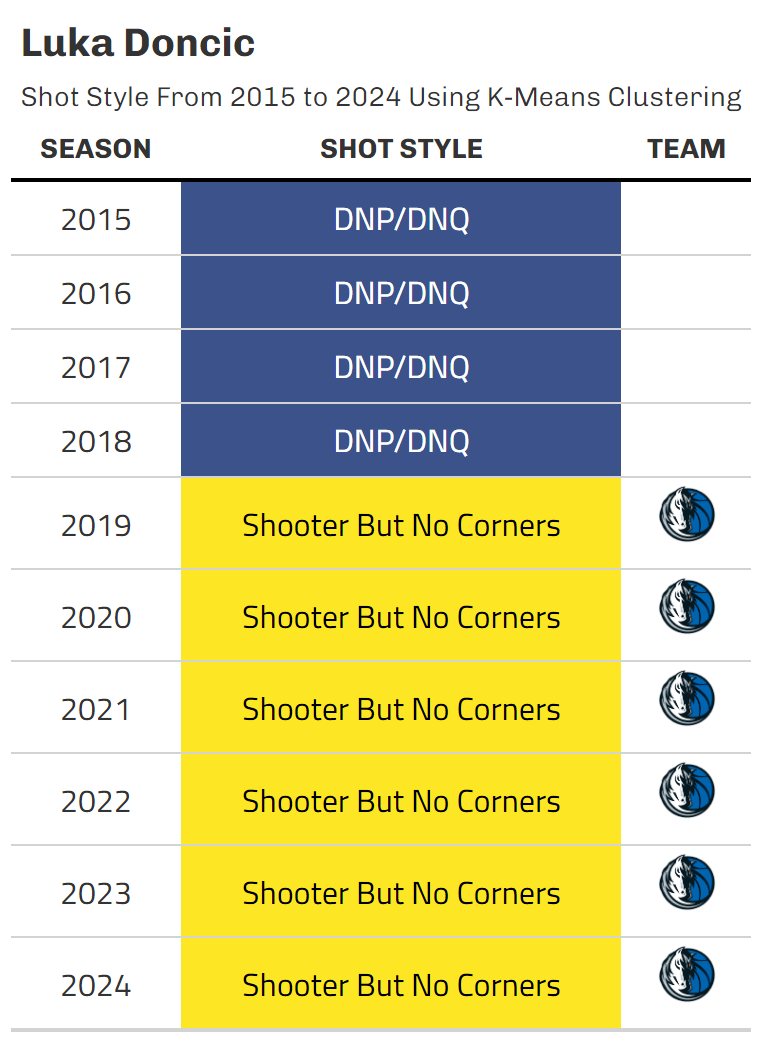 Luka Doncic
Shot Style From 2015 to 2024 Using K-Means Clustering
SEASON SHOT STYLE TEAM
2015 DNP/DNQ
2016 DNP/DNQ
2017 DNP/DNQ
2018 DNP/DNQ
2019 Shooter But No Corners
2020 Shooter But No Corners
2021 Shooter But No Corners
2022 Shooter But No Corners
2023 Shooter But No Corners
2024 Shooter But No Corners